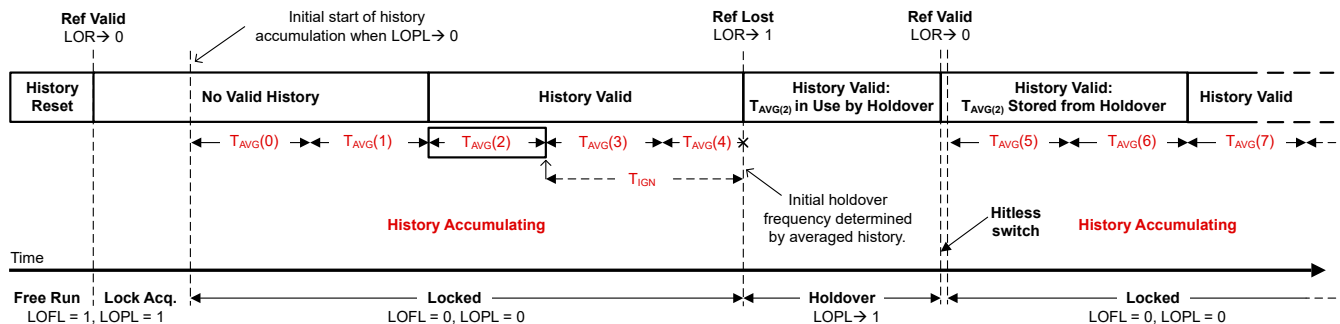 Ref Valid
LOR→ 0
Initial start of history
accumulation when LOPL→ 0
Ref Lost
LOR→ 1
Ref Valid
LOR→ 0
History
Reset
No Valid History
History Valid
History Valid:
TAVG(2) in Use by Holdover
History Valid:
TAVG(2) Stored from Holdover
History Valid
TAVG(0)
TAVG(1)
TAVG(2)
TAVG(3)
TAVG(4)
TAVG(5)
TAVG(6)
TAVG(7)
TIGN
Initial holdover
frequency determined
by averaged history.
History Accumulating
Hitless
switch
History Accumulating
Time
Free Run
LOFL = 1, LOPL = 1
Lock Acq.
Locked
LOFL = 0, LOPL = 0
Holdover
LOPL→ 1
Locked
LOFL = 0, LOPL = 0